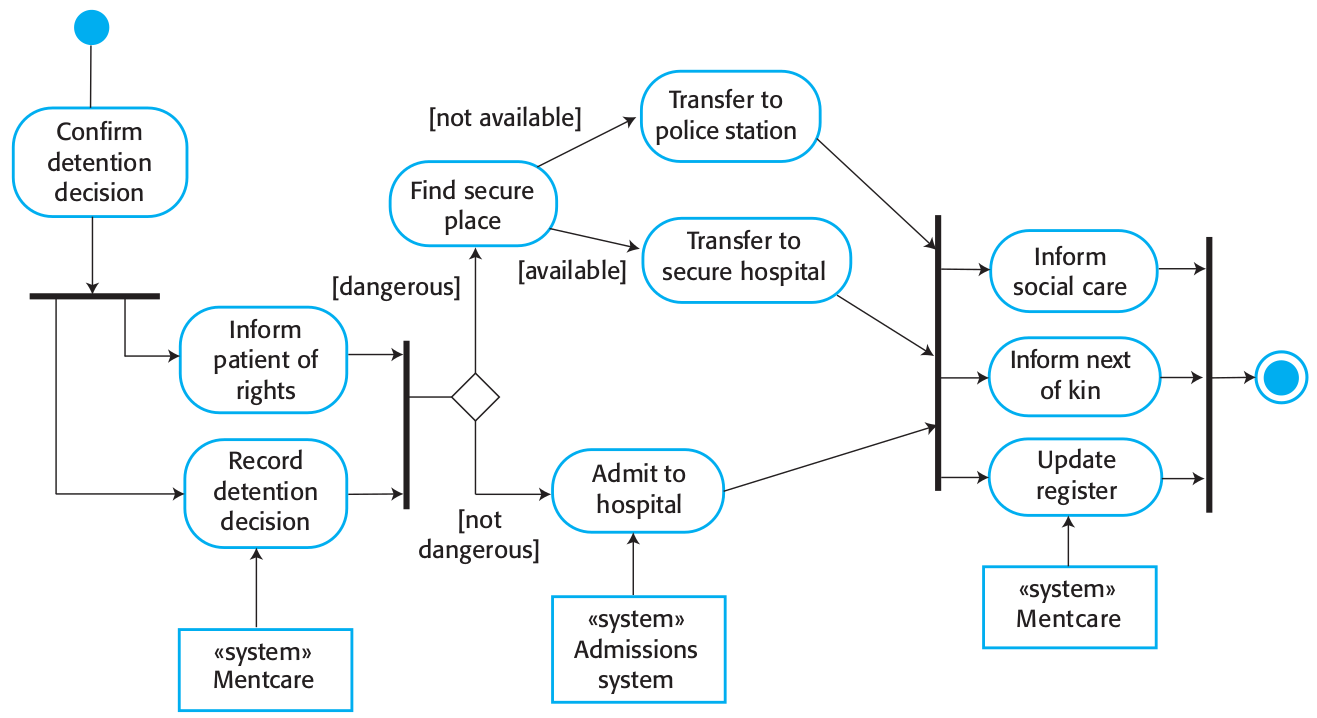 Confirm
detention
decision
Inform
patient of
rights
Record
detention
decision
«system»
Mentcare
[dangerous]
[not
dangerous]
Find secure
place
[not available]
[available]
Transfer to
police station
Transfer to
secure hospital
Admit to
hospital
«system»
Admissions
system
Inform
social care
Inform next
of kin
Update
register
«system»
Mentcare